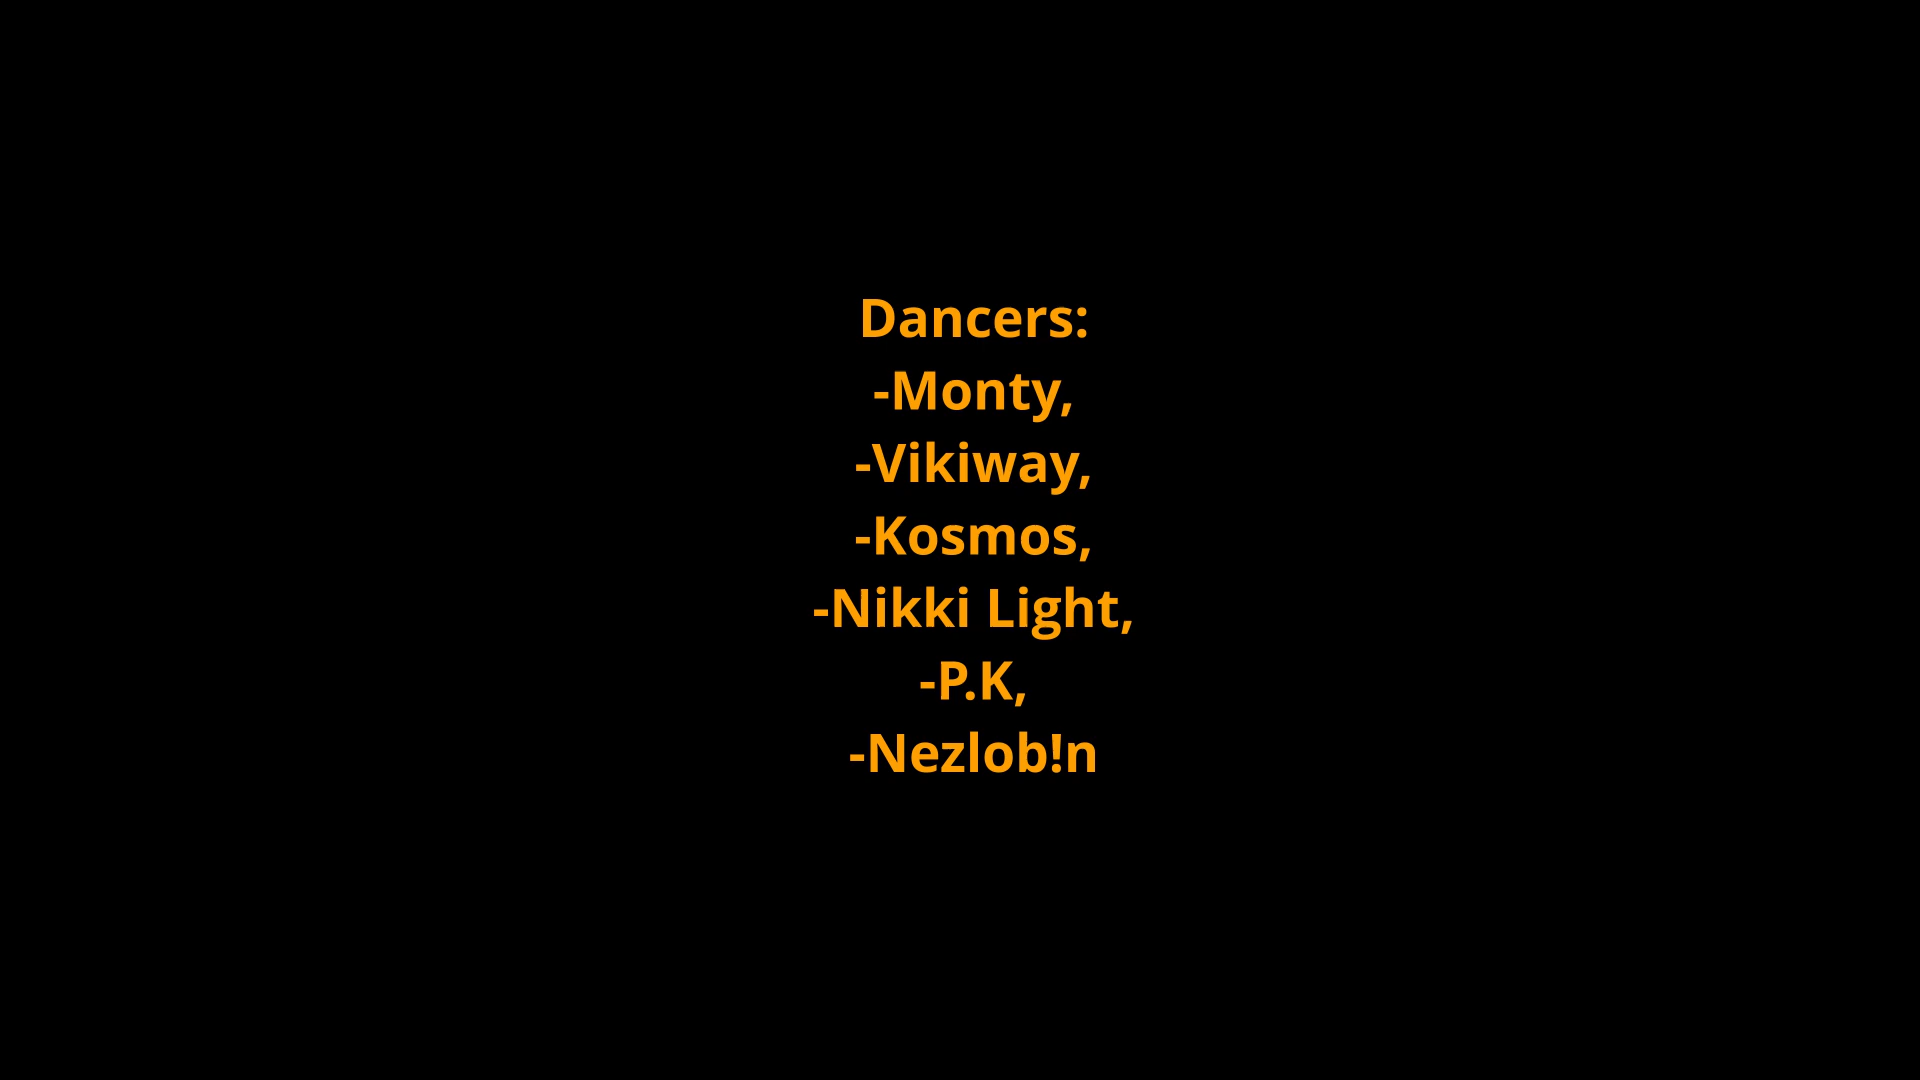 Dancers:
-Monty,
-Vikiway,
-Kosmos,
-Nikki Light,
-P.K,
-Nezlob!n